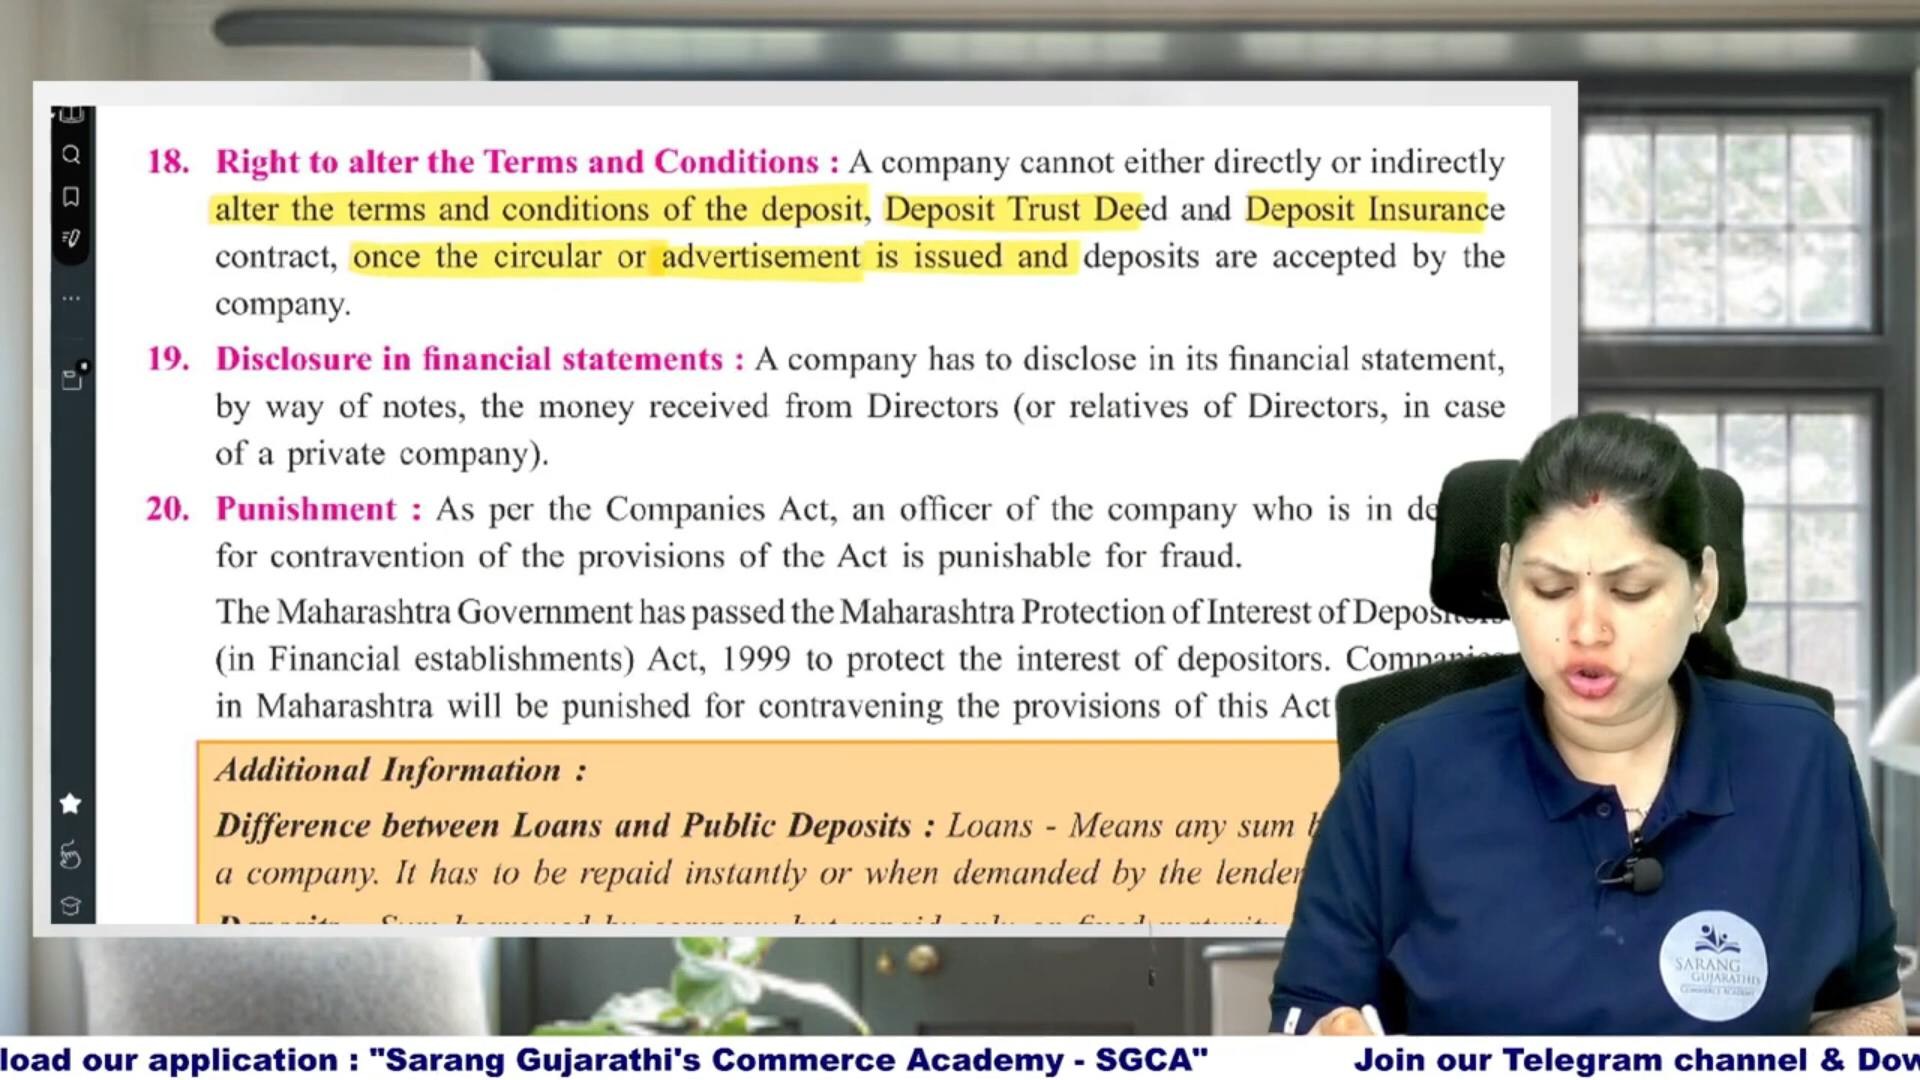 18. Right to alter the Terms and Conditions : A company cannot either directly or indirectly
alter the terms and conditions of the deposit, Deposit Trust Deed and Deposit Insurance
contract, once the circular or advertisement is issued and deposits are accepted by the
company.
19. Disclosure in financial statements : A company has to disclose in its financial statement,
by way of notes, the money received from Directors (or relatives of Directors, in case
of a private company).
20. Punishment : As per the Companies Act, an officer of the company who is in
for contravention of the provisions of the Act is punishable for fraud.
The Maharashtra Government has passed the Maharashtra Protection of Interest of
(in Financial establishments) Act, 1999 to protect the interest of depositors.
in Maharashtra will be punished for contravening the provisions of this Act
Additional Information :
Difference between Loans and Public Deposits : Loans - Means any sum
a company. It has to be repaid instantly or when demanded by the lender
SARANG
GUJARATHI'S
COMMERCE ACADEMY
load our application : "Sarang Gujarathi's Commerce Academy - SGCA" Join our Telegram channel & Dow